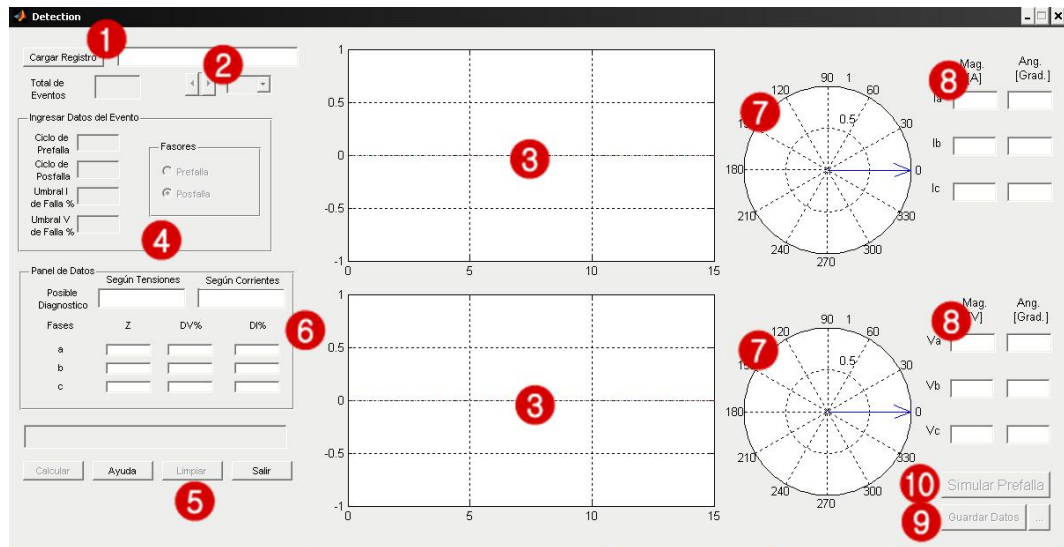 Detection
1
Cargar Registro
2
Total de
Eventos
Ingresar Datos del Evento
Ciclo de
Prefalla
Ciclo de
Posfalla
Umbral I
de Falla %
Umbral V
de Falla %
Fasores
Prefalla
Posfalla
4
Panel de Datos
Según Tensiones
Según Corrientes
Posible
Diagnostico
Fases Z DV% DI%
a
b
c
6
Calcular Ayuda Limpiar Salir
5
1
0.5
0
-0.5
-1
0 5 10 15
3
1
0.5
0
-0.5
-1
0 5 10 15
3
90 1
120 60
7
0.5
30
180 0
210 330
240 300
270
90 1
120 60
7
0.5
30
180 0
210 330
240 300
270
Mag. Ang.
[A] [Grad.]
8
Ia
Ib
Ic
Mag. Ang.
[V] [Grad.]
8
Va
Vb
Vc
10
Simular Prefalla
9
Guardar Datos ...